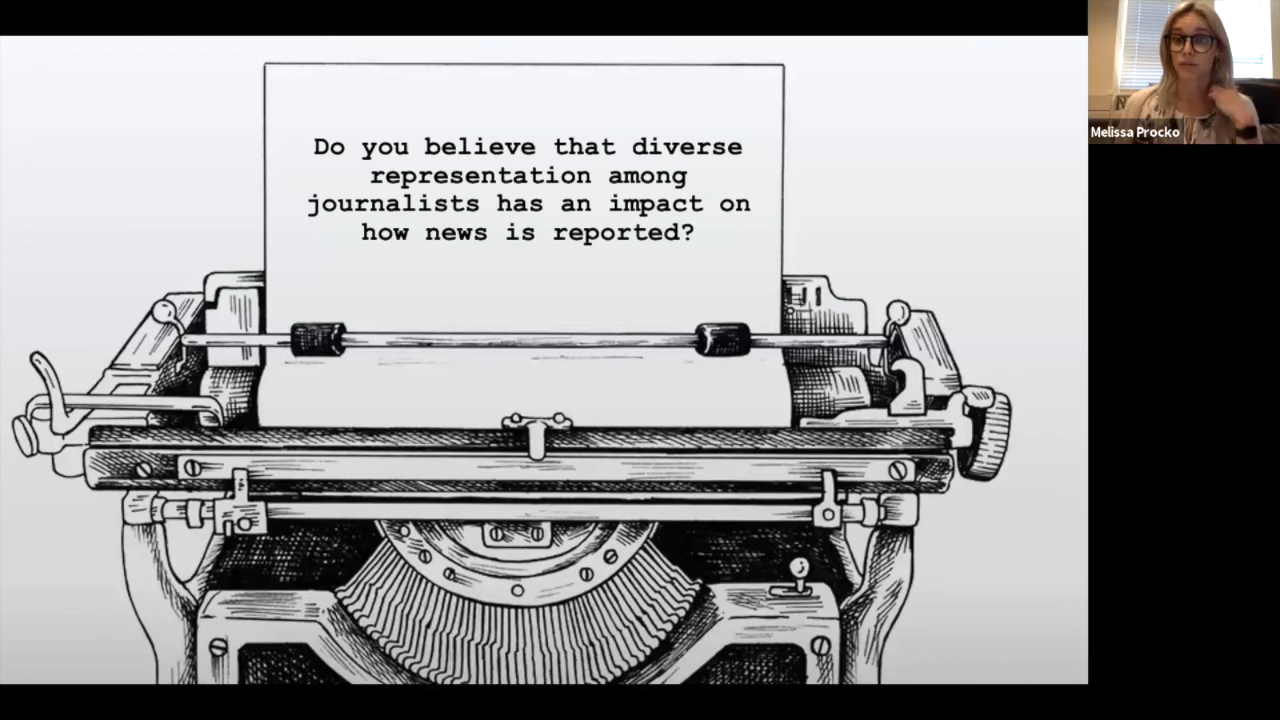 Do you believe that diverse
representation among
journalists has an impact on
how news is reported?
Melissa Procko